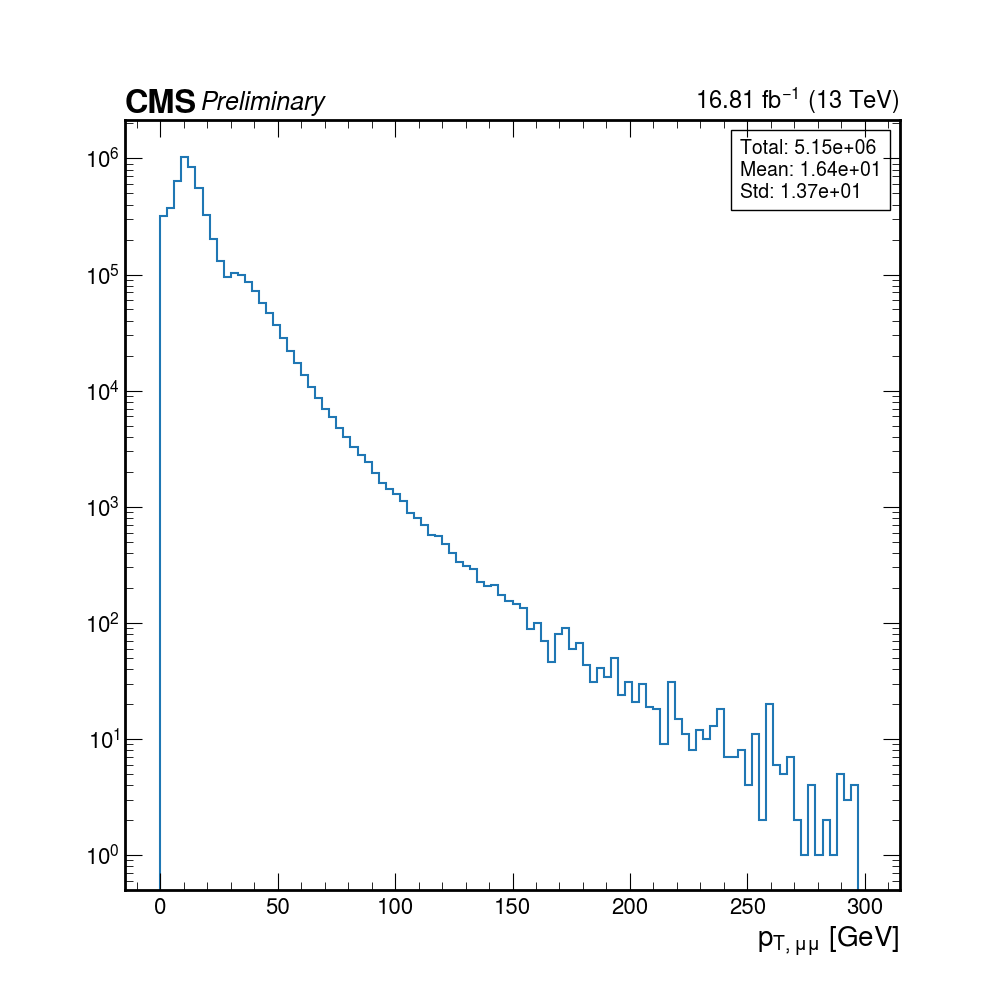 CMS Preliminary 16.81 fb⁻¹ (13 TeV)
Total: 5.15e+06
Mean: 1.64e+01
Std: 1.37e+01
10⁶
10⁵
10⁴
10³
10²
10¹
10⁰
0 50 100 150 200 250 300
p_T, μμ [GeV]